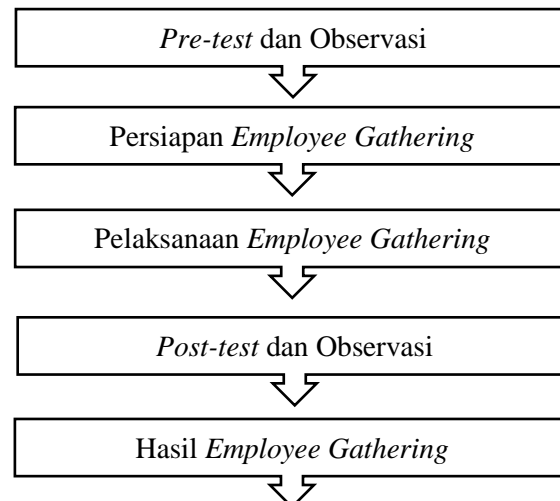 Pre-test dan Observasi
Persiapan Employee Gathering
Pelaksanaan Employee Gathering
Post-test dan Observasi
Hasil Employee Gathering